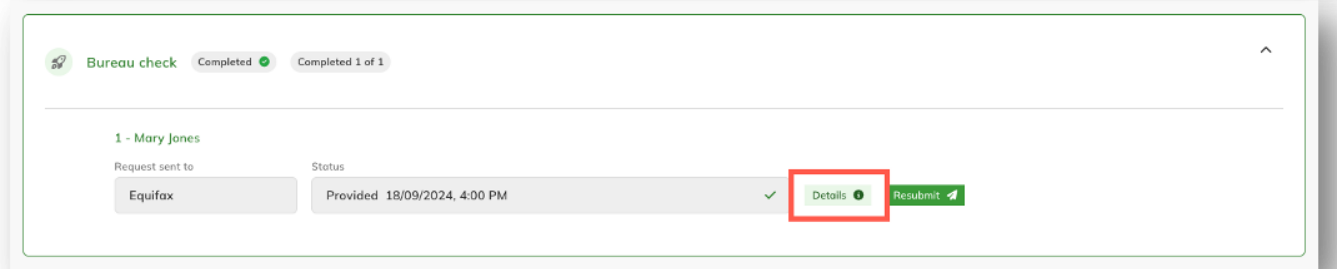 Bureau check Completed Completed 1 of 1
1 - Mary Jones
Request sent to Status
Equifax Provided 18/09/2024, 4:00 PM Details Resubmit